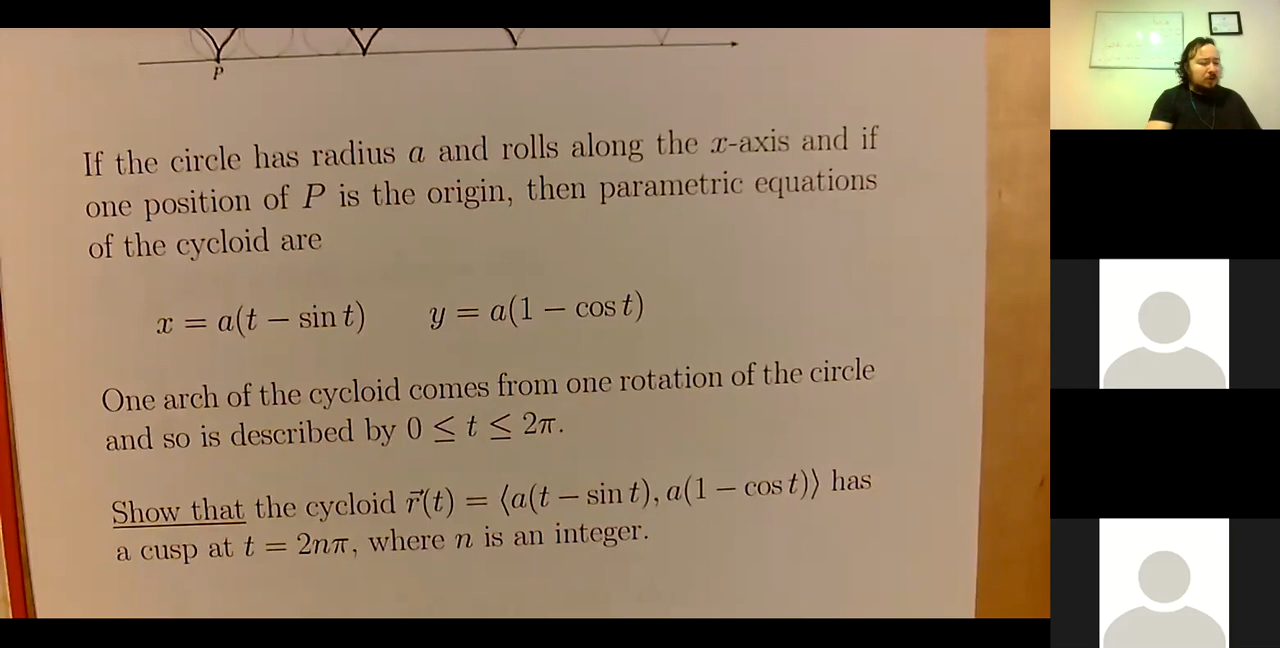 P
If the circle has radius a and rolls along the x-axis and if
one position of P is the origin, then parametric equations
of the cycloid are
x = a(t − sin t) y = a(1 − cos t)
One arch of the cycloid comes from one rotation of the circle
and so is described by 0 ≤ t ≤ 2π.
Show that the cycloid r⃗(t) = ⟨a(t − sin t), a(1 − cos t)⟩ has
a cusp at t = 2nπ, where n is an integer.